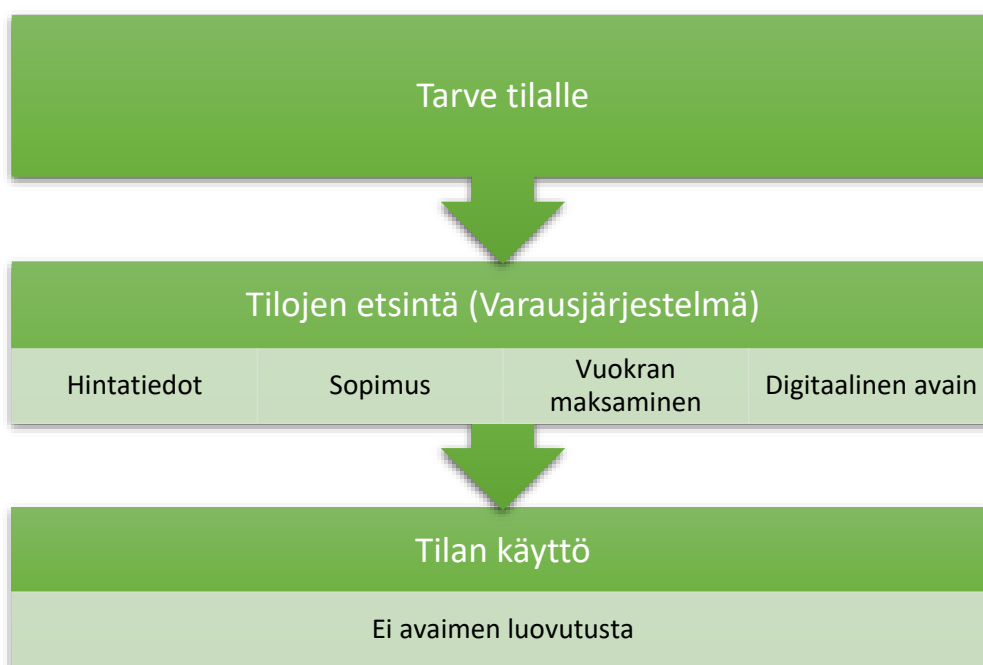 Tarve tilalle
Tilojen etsintä (Varausjärjestelmä)
Hintatiedot
Sopimus
Vuokran
maksaminen
Digitaalinen avain
Tilan käyttö
Ei avaimen luovutusta